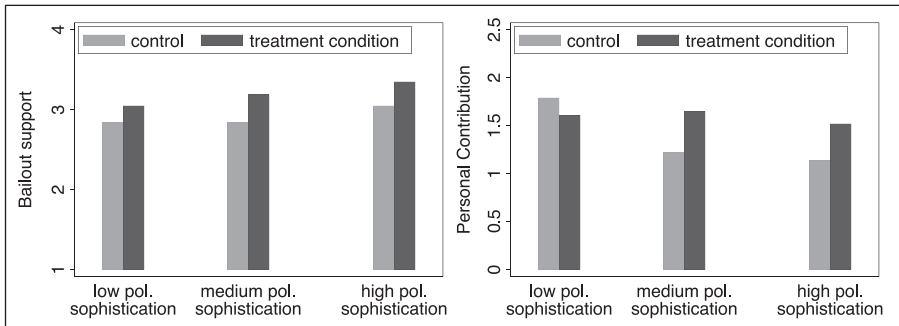 control treatment condition
Bailout support
4
3
2
1
low pol. medium pol. high pol.
sophistication sophistication sophistication
control treatment condition
Personal Contribution
2.5
2
1.5
1
0.5
0
low pol. medium pol. high pol.
sophistication sophistication sophistication